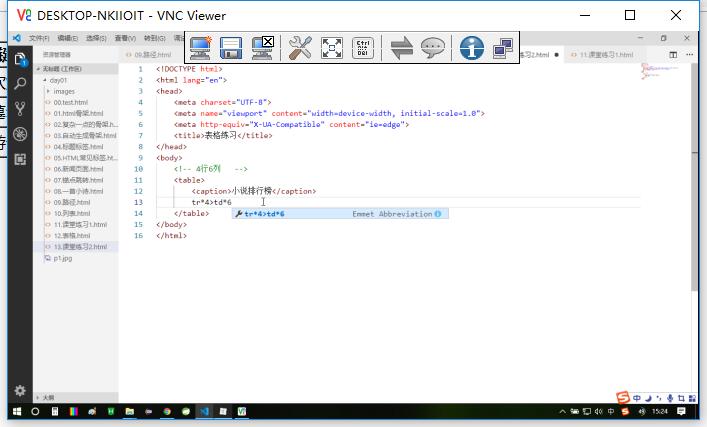 DESKTOP-NKIIOIT - VNC Viewer
文件(F) 编辑(E) 选择(S) 查看(V) 转到(G)
Ctrl
Alt
Del
练习2.html
11.课堂练习1.html
资源管理器
09.路径.html
无标题 (工作区)
day01
images
00.test.html
01.html骨架.html
02.复杂一点的骨架.h...
03.自动生成骨架.html
04.标题标签.html
05.HTML常见标签.ht...
06.新闻页面.html
07.锚点跳转.html
08.一首小诗.html
09.路径.html
10.列表.html
11.课堂练习1.html
12.表格.html
13.课堂练习2.html
p1.jpg
大纲
1 <!DOCTYPE html>
2 <html lang="en">
3 <head>
4 <meta charset="UTF-8">
5 <meta name="viewport" content="width=device-width, initial-scale=1.0">
6 <meta http-equiv="X-UA-Compatible" content="ie=edge">
7 <title>表格练习</title>
8 </head>
9 <body>
10 <!-- 4行6列 -->
11 <table>
12 <caption>小说排行榜</caption>
13 tr*4>td*6
14 </table>
tr*4>td*6 Emmet Abbreviation
15 </body>
16 </html>
中
中
15:24